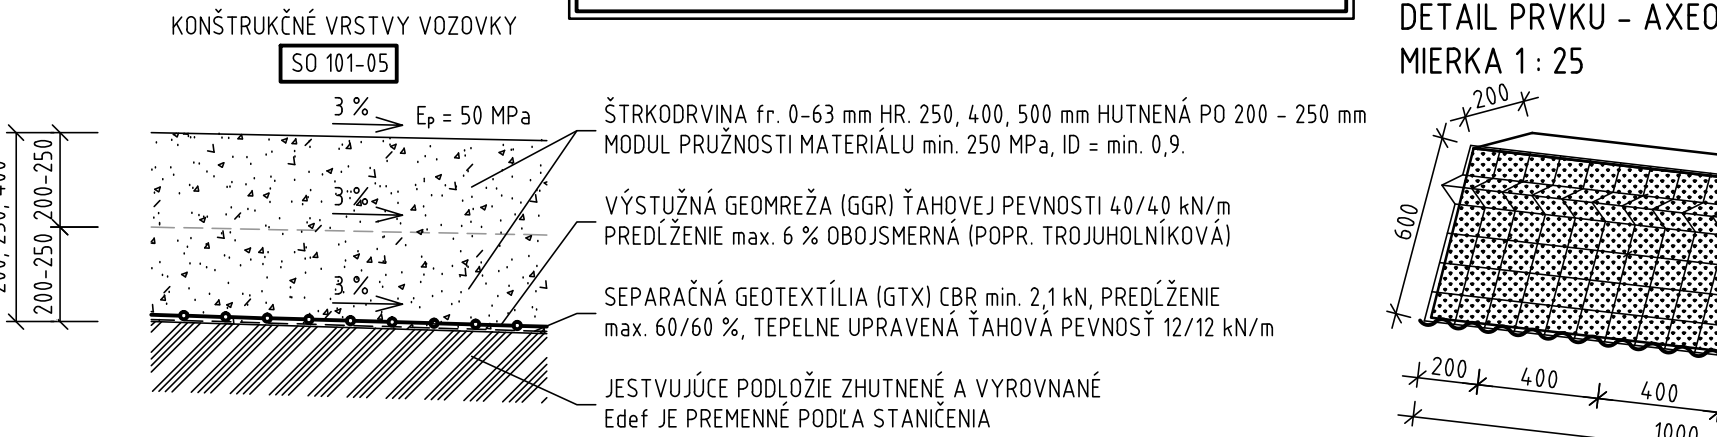 KONŠTRUKČNÉ VRSTVY VOZOVKY
SO 101-05
3 %
Eₚ = 50 MPa
3 %
3 %
200-250
200-250
ŠTRKODRVINA fr. 0-63 mm HR. 250, 400, 500 mm HUTNENÁ PO 200 - 250 mm
MODUL PRUŽNOSTI MATERIÁLU min. 250 MPa, ID = min. 0,9.
VÝSTUŽNÁ GEOMREŽA (GGR) ŤAHOVEJ PEVNOSTI 40/40 kN/m
PREDĹŽENIE max. 6 % OBOJSMERNÁ (POPR. TROJUHOLNÍKOVÁ)
SEPARAČNÁ GEOTEXTÍLIA (GTX) CBR min. 2,1 kN, PREDĹŽENIE
max. 60/60 %, TEPELNE UPRAVENÁ ŤAHOVÁ PEVNOSŤ 12/12 kN/m
JESTVUJÚCE PODLOŽIE ZHUTNENÉ A VYROVNANÉ
Edef JE PREMENNÉ PODĽA STANIČENIA
DETAIL PRVKU - AXEO
MIERKA 1 : 25
200
600
200
400
400
1000